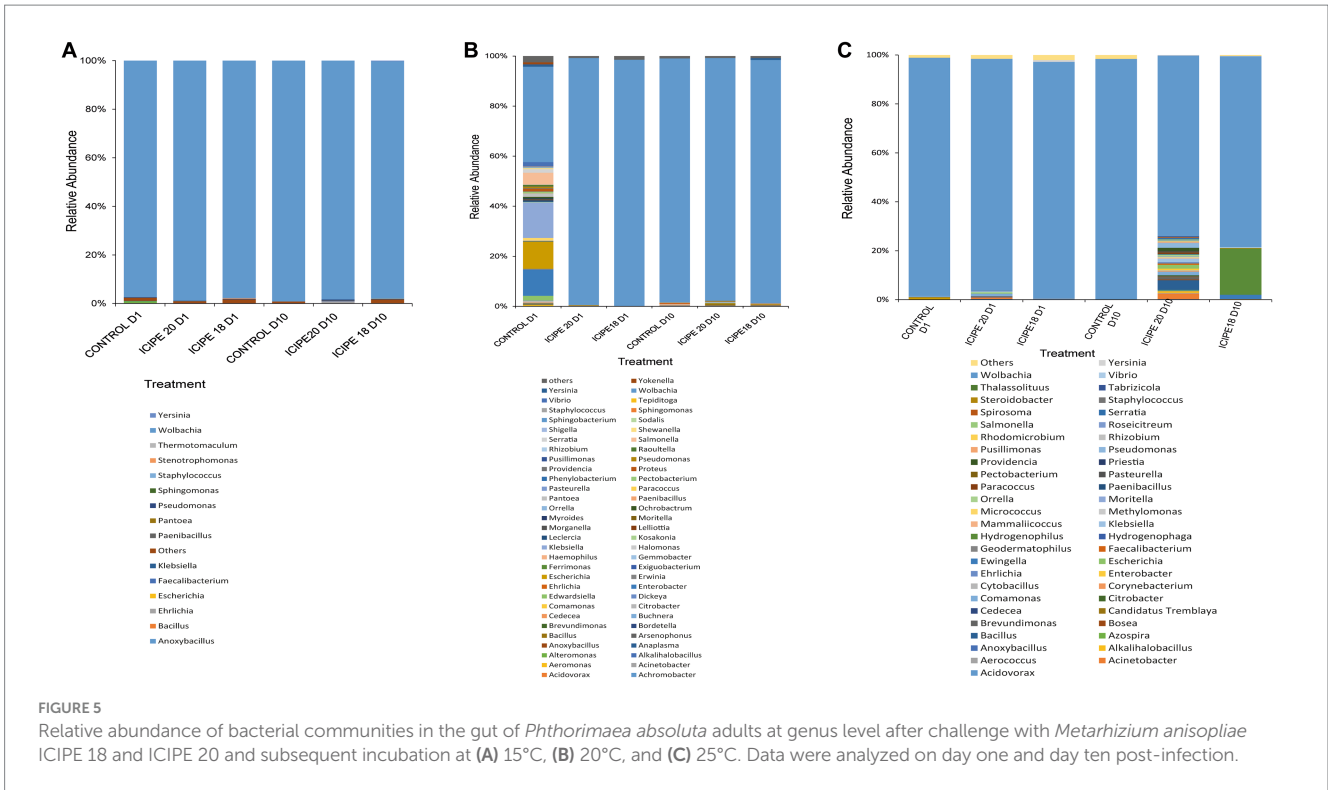 A
B
C
100%
80%
60%
40%
20%
0%
Relative Abundance
CONTROL D1
ICIPE 20 D1
ICIPE 18 D1
CONTROL D10
ICIPE20 D10
ICIPE 18 D10
Treatment
Yersinia
Wolbachia
Thermotomaculum
Stenotrophomonas
Staphylococcus
Sphingomonas
Pseudomonas
Pantoea
Paenibacillus
Others
Klebsiella
Faecalibacterium
Escherichia
Ehrlichia
Bacillus
Anoxybacillus
100%
80%
60%
40%
20%
0%
Relative Abundance
CONTROL D1
ICIPE 20 D1
ICIPE18 D1
CONTROL D10
ICIPE 20 D10
ICIPE18 D10
Treatment
others Yokenella
Yersinia Wolbachia
Vibrio Tepiditoga
Staphylococcus Sphingomonas
Sphingobacterium Sodalis
Shigella Shewanella
Serratia Salmonella
Rhizobium Raoultella
Pusillimonas Pseudomonas
Providencia Proteus
Phenylobacterium Pectobacterium
Pasteurella Paracoccus
Pantoea Paenibacillus
Orrella Ochrobactrum
Myroides Moritella
Morganella Lelliottia
Leclercia Kosakonia
Klebsiella Halomonas
Haemophilus Gemmobacter
Ferrimonas Exiguobacterium
Escherichia Erwinia
Ehrlichia Enterobacter
Edwardsiella Dickeya
Comamonas Citrobacter
Cedecea Buchnera
Brevundimonas Bordetella
Bacillus Arsenophonus
Anoxybacillus Anaplasma
Alteromonas Alkalihalobacillus
Aeromonas Acinetobacter
Acidovorax Achromobacter
100%
80%
60%
40%
20%
0%
Relative Abundance
CONTROL
D1
ICIPE 20 D1
ICIPE18 D1
CONTROL
D10
ICIPE 20 D10
ICIPE18 D10
Treatment
Others Yersinia
Wolbachia Vibrio
Thalassolituus Tabrizicola
Steroidobacter Staphylococcus
Spirosoma Serratia
Salmonella Roseicitreum
Rhodomicrobium Rhizobium
Pusillimonas Pseudomonas
Providencia Priestia
Pectobacterium Pasteurella
Paracoccus Paenibacillus
Orrella Moritella
Micrococcus Methylomonas
Mammaliicoccus Klebsiella
Hydrogenophilus Hydrogenophaga
Geodermatophilus Faecalibacterium
Ewingella Escherichia
Ehrlichia Enterobacter
Cytobacillus Corynebacterium
Comamonas Citrobacter
Cedecea Candidatus Tremblaya
Brevundimonas Bosea
Bacillus Azospira
Anoxybacillus Alkalihalobacillus
Aerococcus Acinetobacter
Acidovorax
FIGURE 5
Relative abundance of bacterial communities in the gut of Phthorimaea absoluta adults at genus level after challenge with Metarhizium anisopliae
ICIPE 18 and ICIPE 20 and subsequent incubation at (A) 15°C, (B) 20°C, and (C) 25°C. Data were analyzed on day one and day ten post-infection.